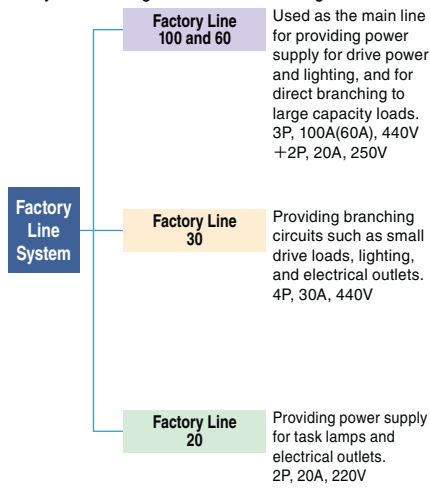 Factory Line
100 and 60
Used as the main line
for providing power
supply for drive power
and lighting, and for
direct branching to
large capacity loads.
3P, 100A(60A), 440V
＋2P, 20A, 250V
Factory
Line
System
Factory Line
30
Providing branching
circuits such as small
drive loads, lighting,
and electrical outlets.
4P, 30A, 440V
Factory Line
20
Providing power supply
for task lamps and
electrical outlets.
2P, 20A, 220V